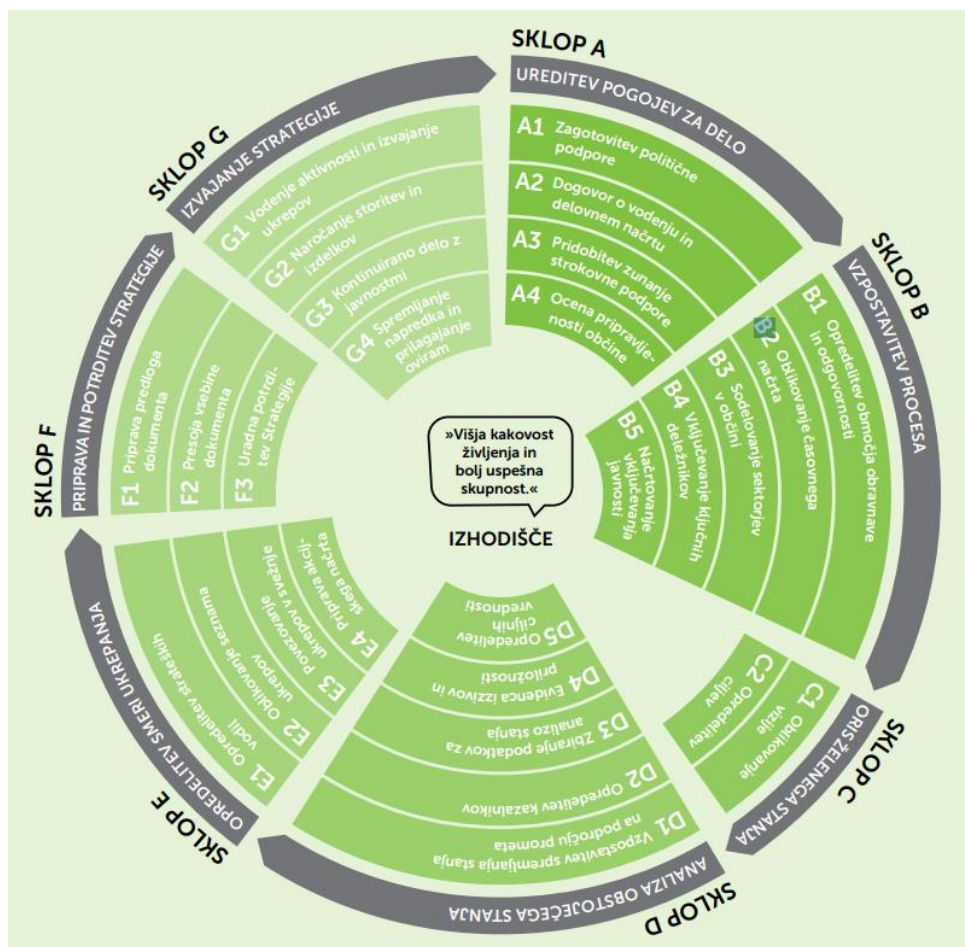 SKLOP A
UREDITEV POGOJEV ZA DELO
A1 Zagotovitev politične
podpore
A2 Dogovor o vodenju in
delovnem načrtu
A3 Pridobitev zunanje
strokovne podpore
A4 Ocena pripravlje-
nosti občine
SKLOP B
VZPOSTAVITEV PROCESA
B1 Opredelitev območja obravnave
in odgovornosti
B2 Oblikovanje časovnega
načrta
B3 Sodelovanje sektorjev
v občini
B4 Vključevanje ključnih
deležnikov
B5 Načrtovanje
vključevanja
javnosti
SKLOP C
ORIS ŽELENEGA STANJA
C1 Oblikovanje
vizije
C2 Opredelitev
ciljev
SKLOP D
ANALIZA OBSTOJEČEGA STANJA
D1 Vzpostavitev spremljanja stanja
na področju prometa
D2 Opredelitev kazalnikov
D3 Zbiranje podatkov za
analizo stanja
D4 Evidenca izzivov in
priložnosti
D5 Opredelitev
ciljnih
vrednosti
SKLOP E
OPREDELITEV SMERI UKREPANJA
E1 Opredelitev strateških
vodil
E2 Oblikovanje seznama
ukrepov
E3 Povezovanje
ukrepov v svežnje
E4 Priprava akcij-
skega načrta
SKLOP F
PRIPRAVA IN POTRDITEV STRATEGIJE
F1 Priprava predloga
dokumenta
F2 Presoja vsebine
dokumenta
F3 Uradna potrdi-
tev Strategije
SKLOP G
IZVAJANJE STRATEGIJE
G1 Vodenje aktivnosti in izvajanje
ukrepov
G2 Naročanje storitev in
izdelkov
G3 Kontinuirano delo z
javnostmi
G4 Spremljanje
napredka in
prilagajanje
oviram
»Višja kakovost
življenja in
bolj uspešna
skupnost.«
IZHODIŠČE